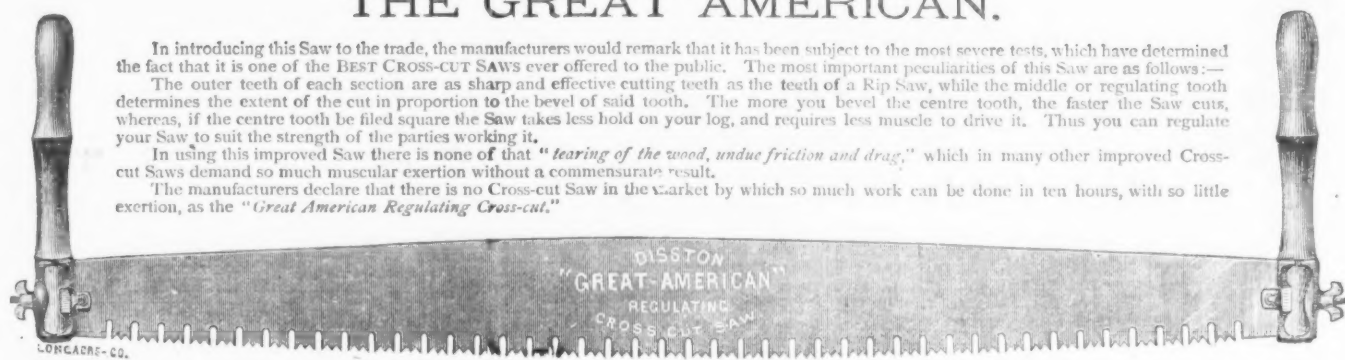 THE GREAT AMERICAN.
In introducing this Saw to the trade, the manufacturers would remark that it has been subject to the most severe tests, which have determined
the fact that it is one of the BEST CROSS-CUT SAWS ever offered to the public. The most important peculiarities of this Saw are as follows:—
The outer teeth of each section are as sharp and effective cutting teeth as the teeth of a Rip Saw, while the middle or regulating tooth
determines the extent of the cut in proportion to the bevel of said tooth. The more you bevel the centre tooth, the faster the Saw cuts,
whereas, if the centre tooth be filed square the Saw takes less hold on your log, and requires less muscle to drive it. Thus you can regulate
your Saw to suit the strength of the parties working it.
In using this improved Saw there is none of that "tearing of the wood, undue friction and drag," which in many other improved Cross-
cut Saws demand so much muscular exertion without a commensurate result.
The manufacturers declare that there is no Cross-cut Saw in the market by which so much work can be done in ten hours, with so little
exertion, as the "Great American Regulating Cross-cut."
DISSTON
"GREAT-AMERICAN"
REGULATING
CROSS CUT SAW
LONGACRE-CO.